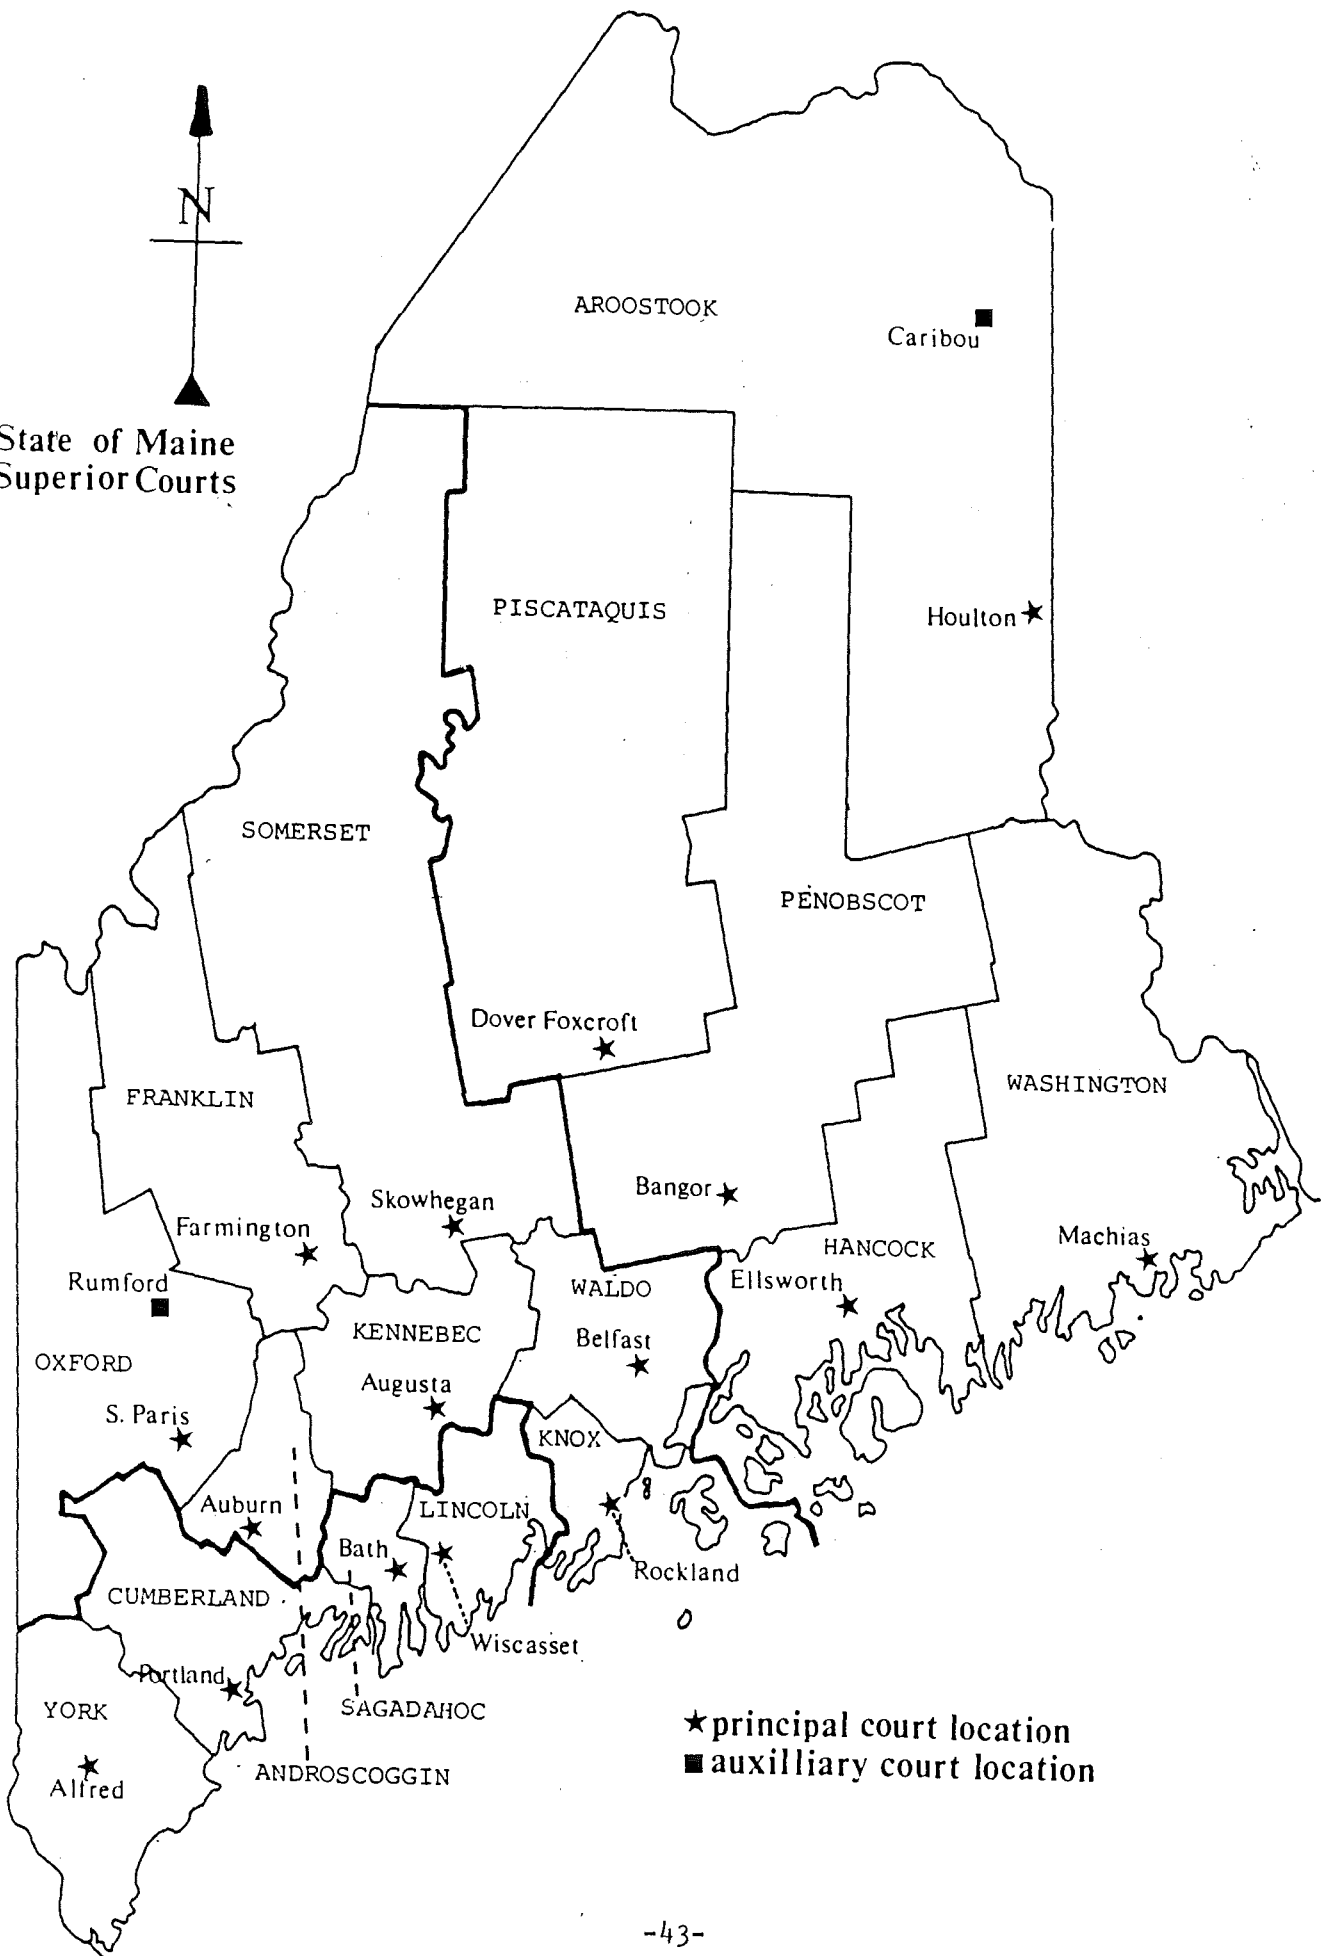 N
AROOSTOOK
Caribou
State of Maine
Superior Courts
PISCATAQUIS
Houlton
SOMERSET
PENOBSCOT
Dover Foxcroft
FRANKLIN
WASHINGTON
Bangor
Skowhegan
Farmington
Machias
HANCOCK
Rumford
WALDO
Ellsworth
KENNEBEC
Belfast
OXFORD
Augusta
S. Paris
KNOX
Auburn
LINCOLN
Bath
Rockland
CUMBERLAND
Wiscasset
Portland
YORK
SAGADAHOC
★principal court location
■auxilliary court location
ANDROSCOGGIN
Alfred
-43-